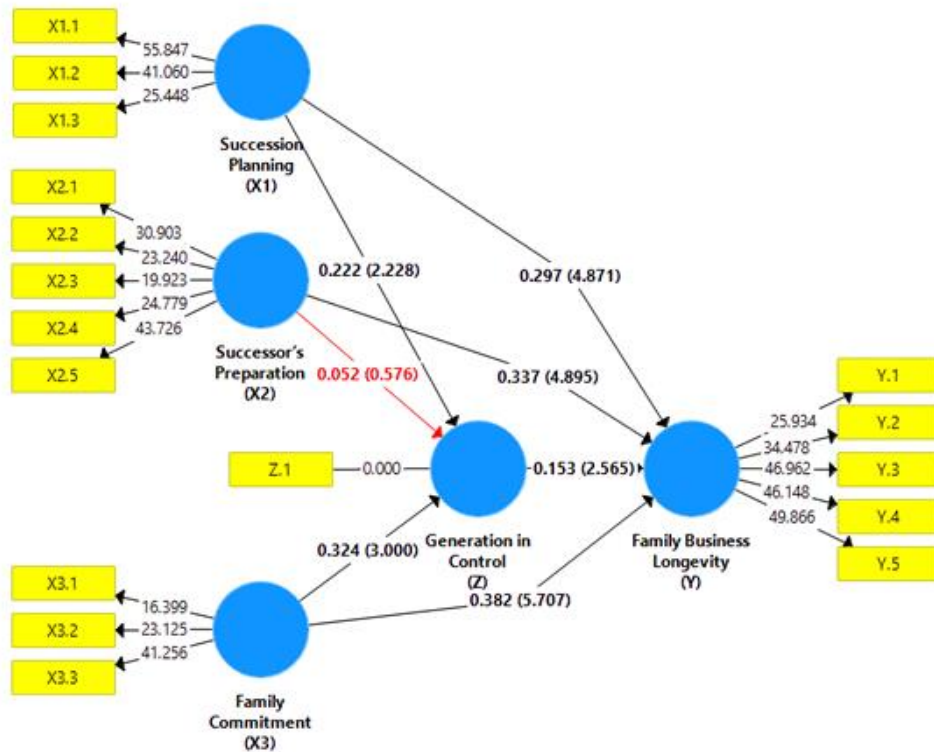 X1.1
55.847
X1.2
41.060
X1.3
25.448
Succession
Planning
(X1)
X2.1
30.903
X2.2
23.240
X2.3
19.923
X2.4
24.779
X2.5
43.726
Successor's
Preparation
(X2)
0.222 (2.228)
0.297 (4.871)
0.052 (0.576)
0.337 (4.895)
Z.1
0.000
0.153 (2.565)
Generation in
Control
(Z)
Family Business
Longevity
(Y)
Y.1
25.934
Y.2
34.478
Y.3
46.962
Y.4
46.148
Y.5
49.866
0.324 (3.000)
0.382 (5.707)
X3.1
16.399
X3.2
23.125
X3.3
41.256
Family
Commitment
(X3)